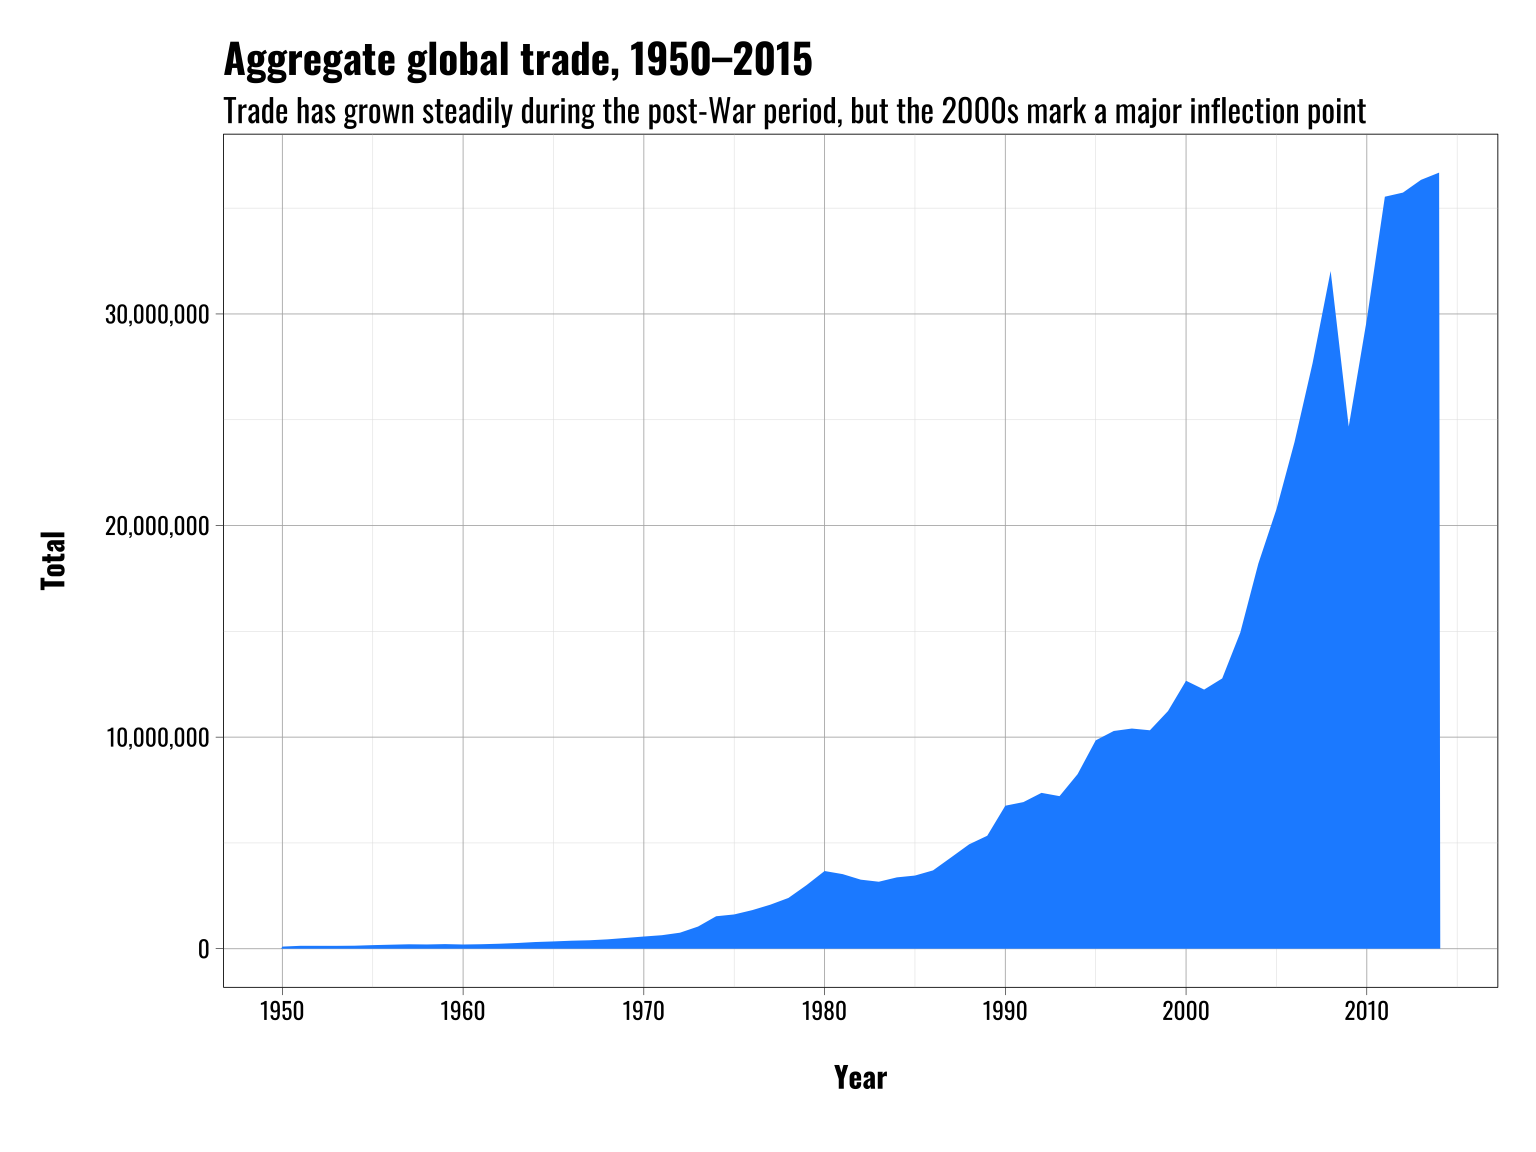 Aggregate global trade, 1950–2015
Trade has grown steadily during the post-War period, but the 2000s mark a major inflection point
Total
30,000,000
20,000,000
10,000,000
0
1950 1960 1970 1980 1990 2000 2010
Year